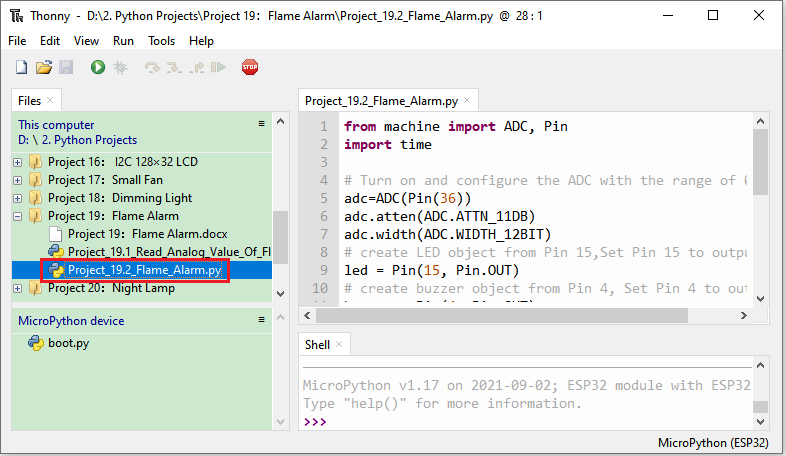 Thonny - D:\2. Python Projects\Project 19: Flame Alarm\Project_19.2_Flame_Alarm.py @ 28:1
File Edit View Run Tools Help
STOP
Files
This computer
D: \ 2. Python Projects
Project 16: I2C 128×32 LCD
Project 17: Small Fan
Project 18: Dimming Light
Project 19: Flame Alarm
Project 19: Flame Alarm.docx
Project_19.1_Read_Analog_Value_Of_Fl
Project_19.2_Flame_Alarm.py
Project 20: Night Lamp
MicroPython device
boot.py
Project_19.2_Flame_Alarm.py
1 from machine import ADC, Pin
2 import time
3
4 # Turn on and configure the ADC with the range of
5 adc=ADC(Pin(36))
6 adc.atten(ADC.ATTN_11DB)
7 adc.width(ADC.WIDTH_12BIT)
8 # create LED object from Pin 15,Set Pin 15 to outpu
9 led = Pin(15, Pin.OUT)
10 # create buzzer object from Pin 4, Set Pin 4 to out
Shell
MicroPython v1.17 on 2021-09-02; ESP32 module with ESP32
Type "help()" for more information.
>>>
MicroPython (ESP32)